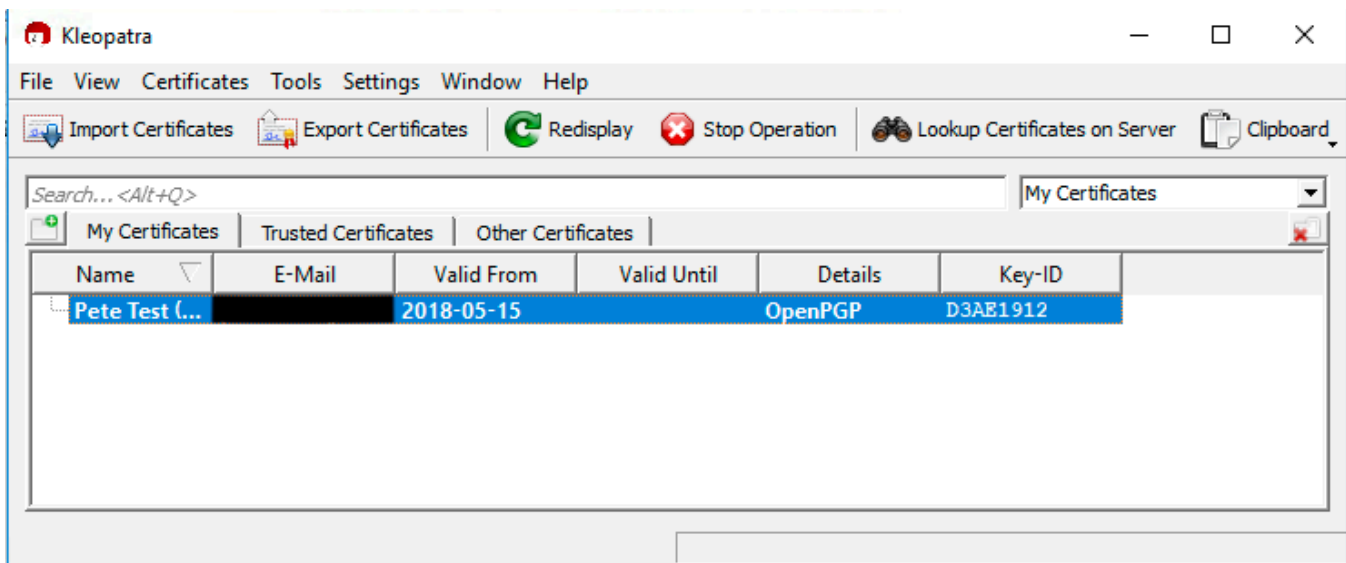 Kleopatra
File View Certificates Tools Settings Window Help
Import Certificates Export Certificates Redisplay Stop Operation Lookup Certificates on Server Clipboard
Search...<Alt+Q> My Certificates
My Certificates Trusted Certificates Other Certificates
Name E-Mail Valid From Valid Until Details Key-ID
Pete Test (... 2018-05-15 OpenPGP D3AE1912